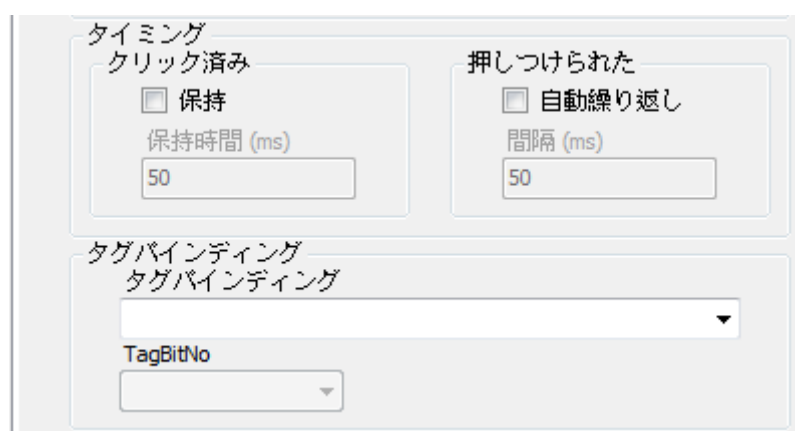 タイミング
クリック済み
保持
保持時間 (ms)
50
押しつけられた
自動繰り返し
間隔 (ms)
50
タグバインディング
タグバインディング
TagBitNo